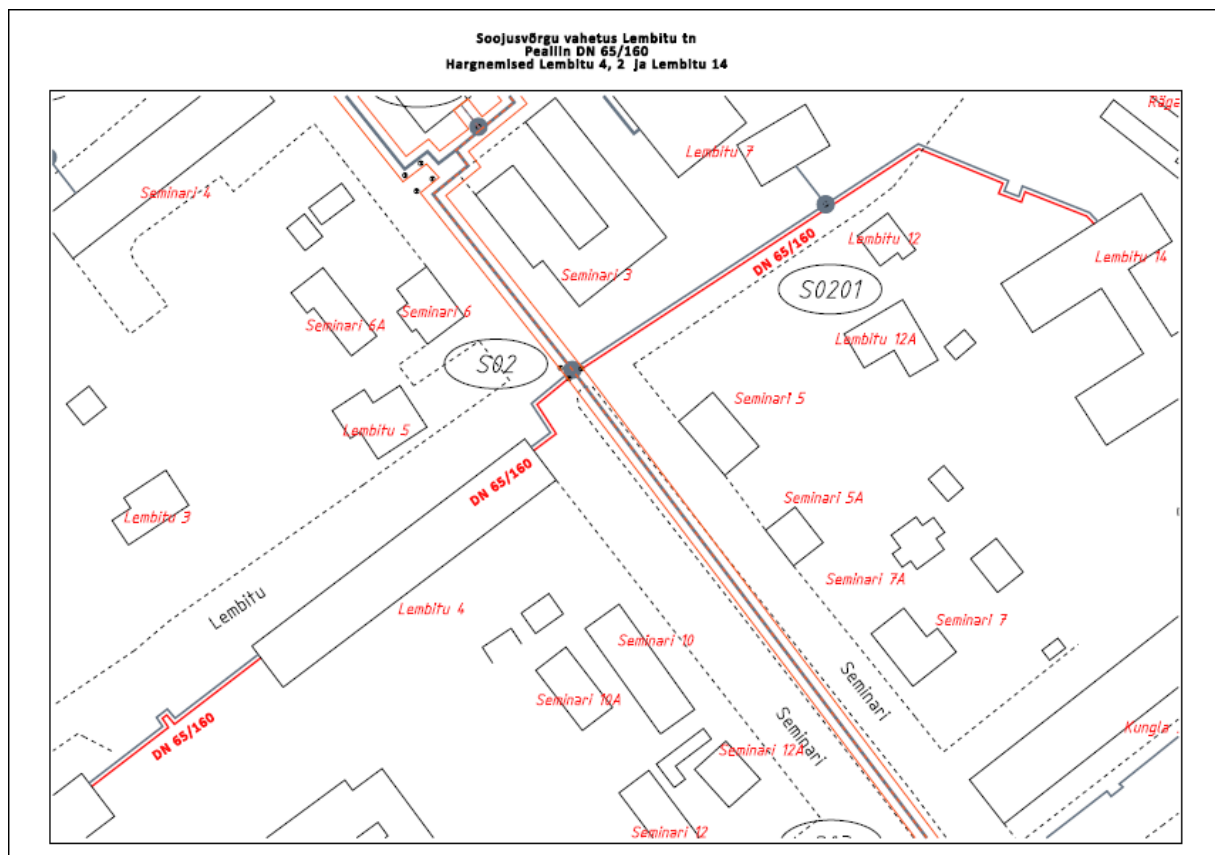 Soojusvõrgu vahetus Lembitu tn
Pealiin DN 65/160
Hargnemised Lembitu 4, 2 ja Lembitu 14
Lembitu 7
Seminari 4
Lembitu 12
DN 65/160
Lembitu 14
Seminari 3
S0201
Seminari 6
Seminari 6A
Lembitu 12A
S02
Seminari 5
Lembitu 5
DN 65/160
Seminari 5A
Lembitu 3
Seminari 7A
Lembitu
Lembitu 4
Seminari 7
Seminari 10
Seminari
Seminari 10A
DN 65/160
Seminari
Kungla
Seminari 12A
Seminari 12